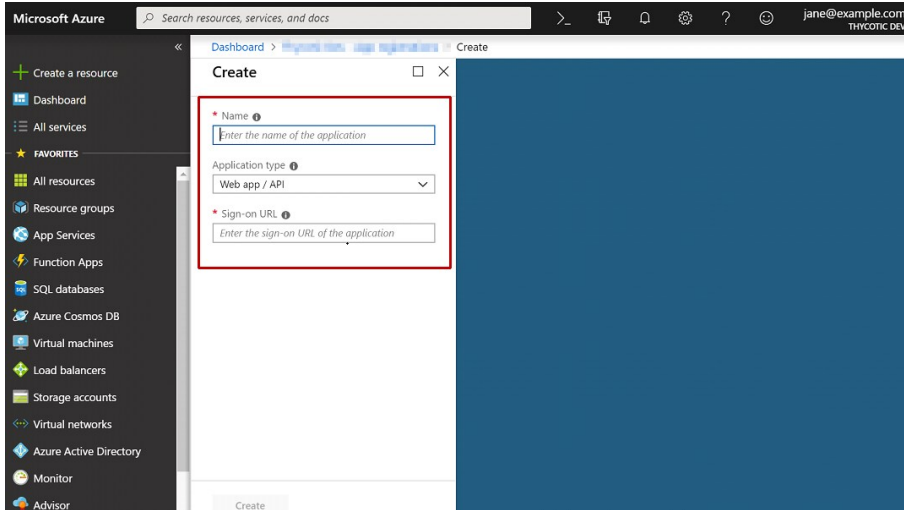 Microsoft Azure
Search resources, services, and docs
jane@example.com
THYCOTIC DEV
Dashboard > > Create
Create a resource
Dashboard
All services
FAVORITES
All resources
Resource groups
App Services
Function Apps
SQL databases
Azure Cosmos DB
Virtual machines
Load balancers
Storage accounts
Virtual networks
Azure Active Directory
Monitor
Advisor
Create
* Name
Enter the name of the application
Application type
Web app / API
* Sign-on URL
Enter the sign-on URL of the application
Create